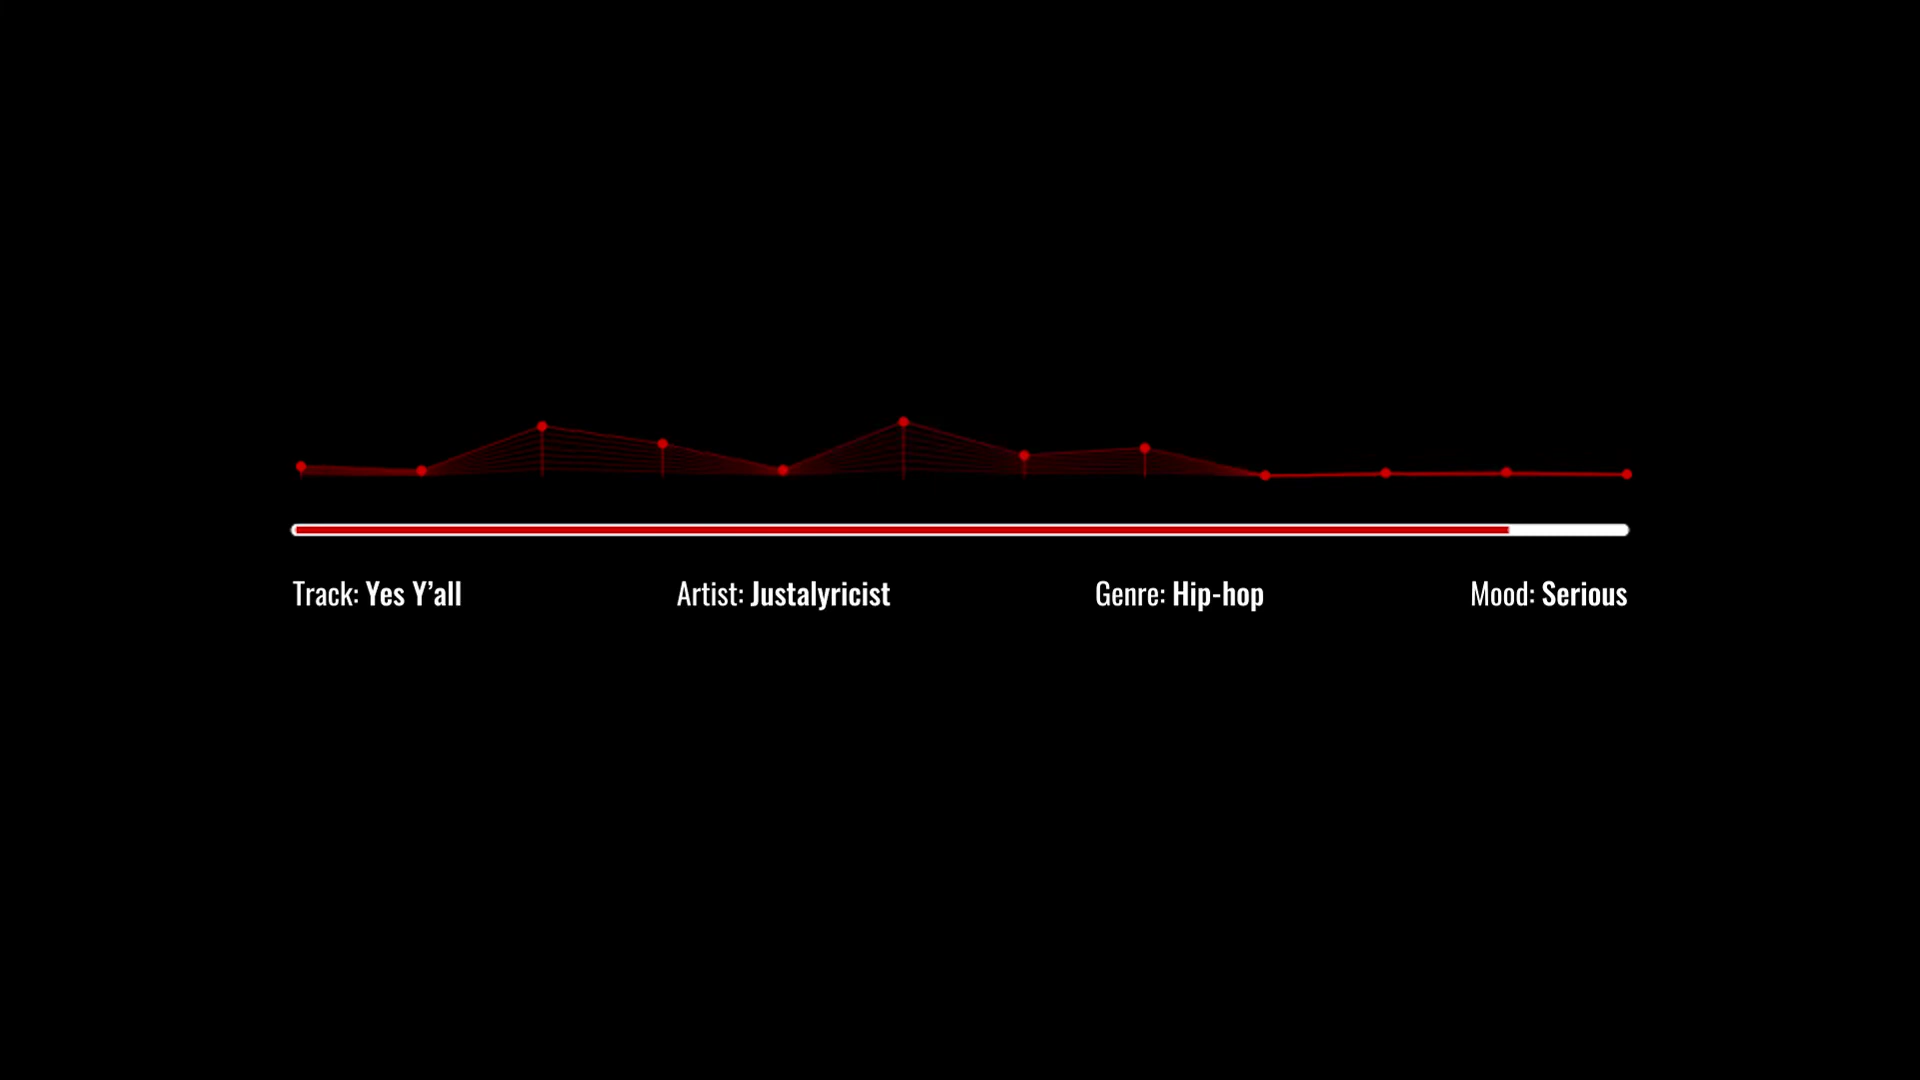 Track: Yes Y’all
Artist: Justalyricist
Genre: Hip-hop
Mood: Serious